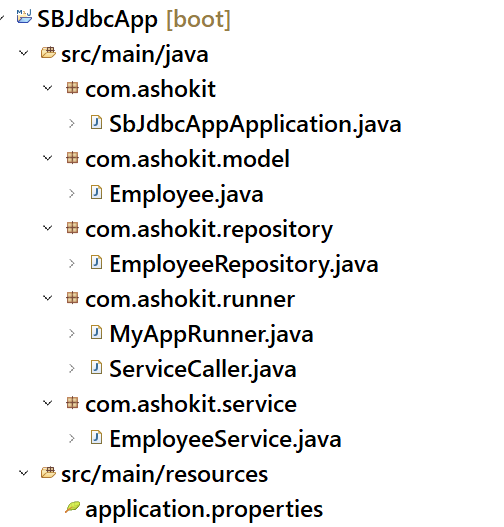 SBJdbcApp [boot]
src/main/java
com.ashokit
SbJdbcAppApplication.java
com.ashokit.model
Employee.java
com.ashokit.repository
EmployeeRepository.java
com.ashokit.runner
MyAppRunner.java
ServiceCaller.java
com.ashokit.service
EmployeeService.java
src/main/resources
application.properties